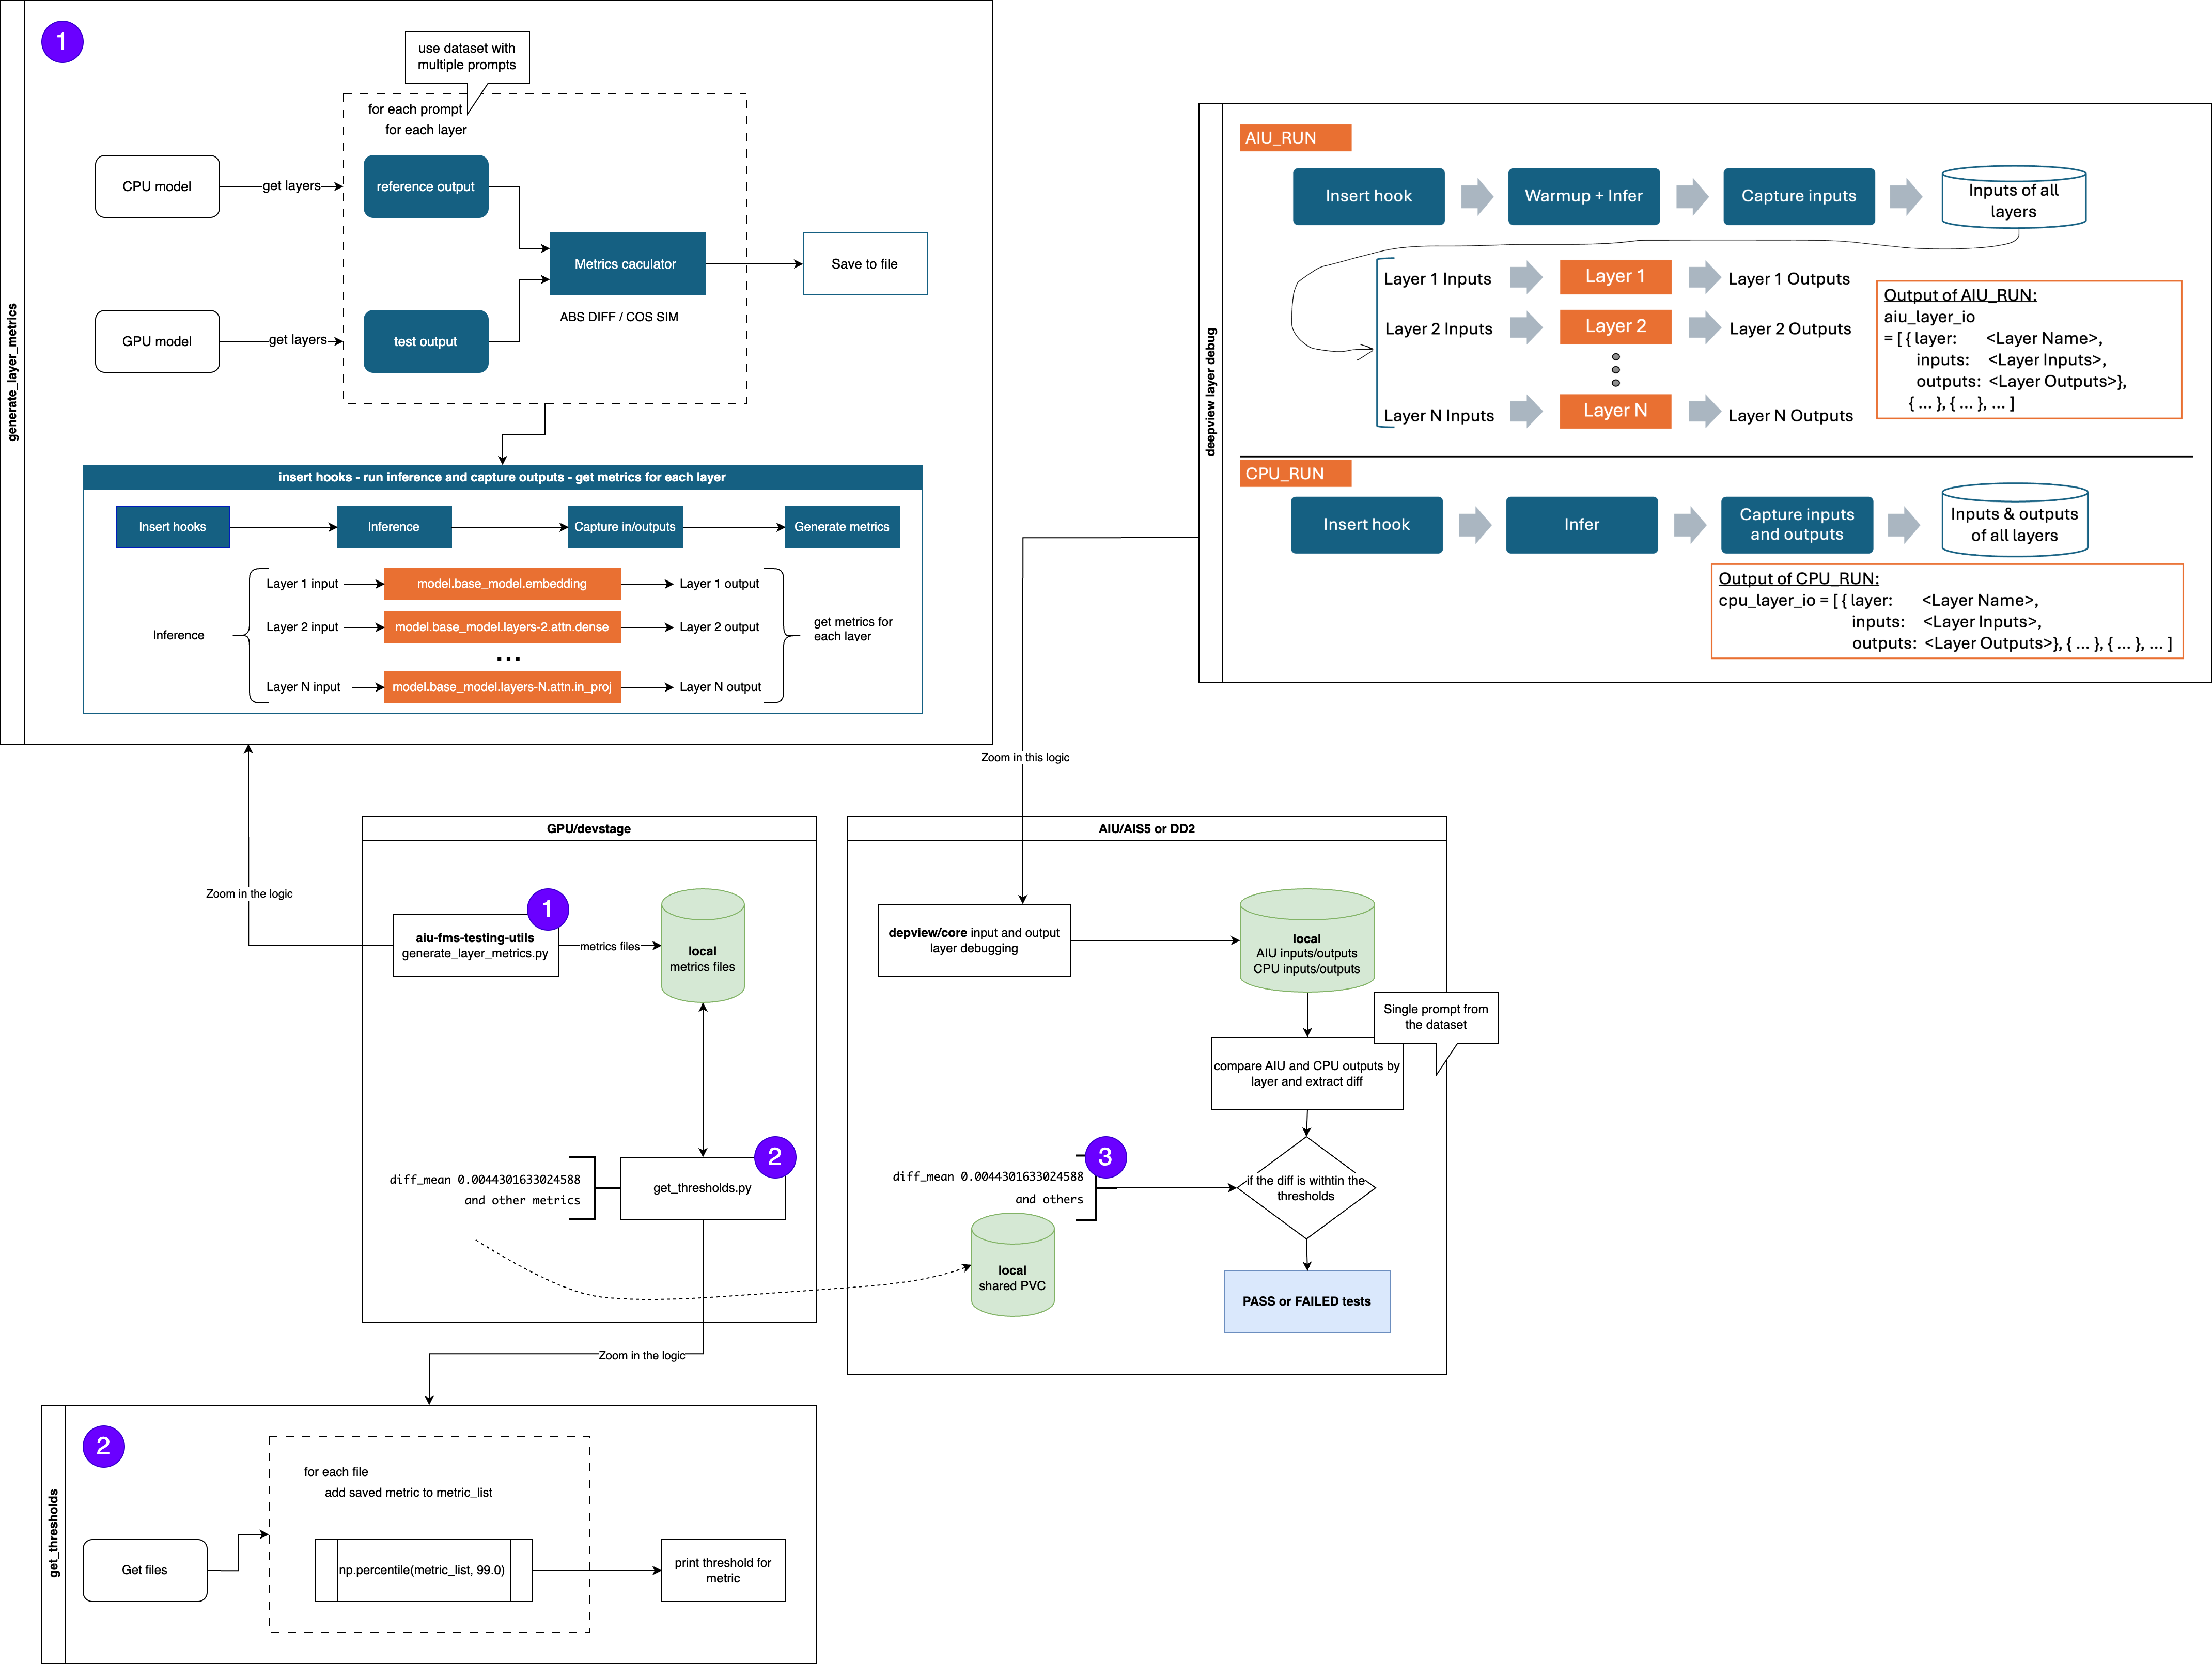 1
generate_layer_metrics
use dataset with
multiple prompts
for each prompt
for each layer
CPU model
get layers
reference output
GPU model
get layers
test output
Metrics caculator
ABS DIFF / COS SIM
Save to file
insert hooks - run inference and capture outputs - get metrics for each layer
Insert hooks
Inference
Capture in/outputs
Generate metrics
Inference
Layer 1 input
model.base_model.embedding
Layer 1 output
Layer 2 input
model.base_model.layers-2.attn.dense
Layer 2 output
...
Layer N input
model.base_model.layers-N.attn.in_proj
Layer N output
get metrics for
each layer
deepview layer debug
AIU_RUN
Insert hook
Warmup + Infer
Capture inputs
Inputs of all
layers
Layer 1 Inputs
Layer 1
Layer 1 Outputs
Layer 2 Inputs
Layer 2
Layer 2 Outputs
Layer N Inputs
Layer N
Layer N Outputs
Output of AIU_RUN:
aiu_layer_io
= [ { layer: <Layer Name>,
inputs: <Layer Inputs>,
outputs: <Layer Outputs>},
{ ... }, { ... }, ... ]
CPU_RUN
Insert hook
Infer
Capture inputs
and outputs
Inputs & outputs
of all layers
Output of CPU_RUN:
cpu_layer_io = [ { layer: <Layer Name>,
inputs: <Layer Inputs>,
outputs: <Layer Outputs>}, { ... }, { ... }, ... ]
Zoom in the logic
Zoom in this logic
GPU/devstage
1
aiu-fms-testing-utils
generate_layer_metrics.py
metrics files
local
metrics files
2
get_thresholds.py
diff_mean 0.0044301633024588
and other metrics
Zoom in the logic
AIU/AIS5 or DD2
depview/core input and output
layer debugging
local
AIU inputs/outputs
CPU inputs/outputs
Single prompt from
the dataset
compare AIU and CPU outputs by
layer and extract diff
3
diff_mean 0.0044301633024588
and others
if the diff is withtin the
thresholds
local
shared PVC
PASS or FAILED tests
get_thresholds
2
for each file
add saved metric to metric_list
Get files
np.percentile(metric_list, 99.0)
print threshold for
metric